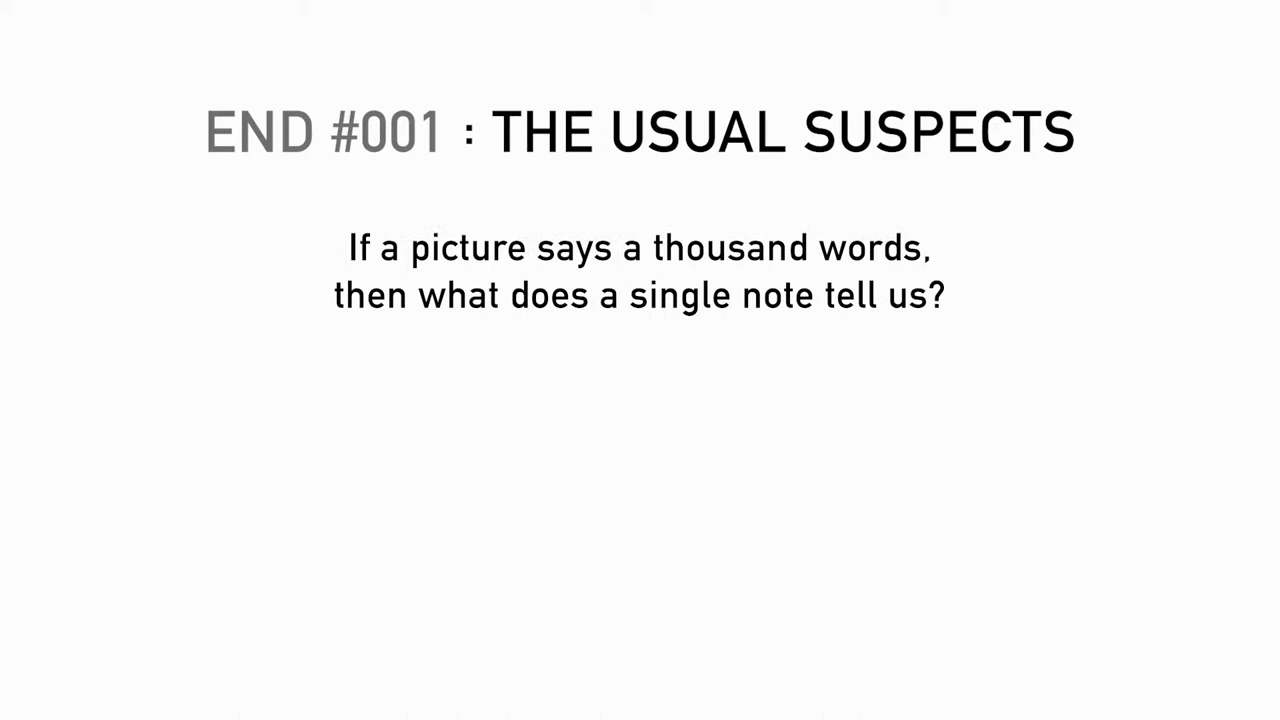 END #001 : THE USUAL SUSPECTS
If a picture says a thousand words,
then what does a single note tell us?